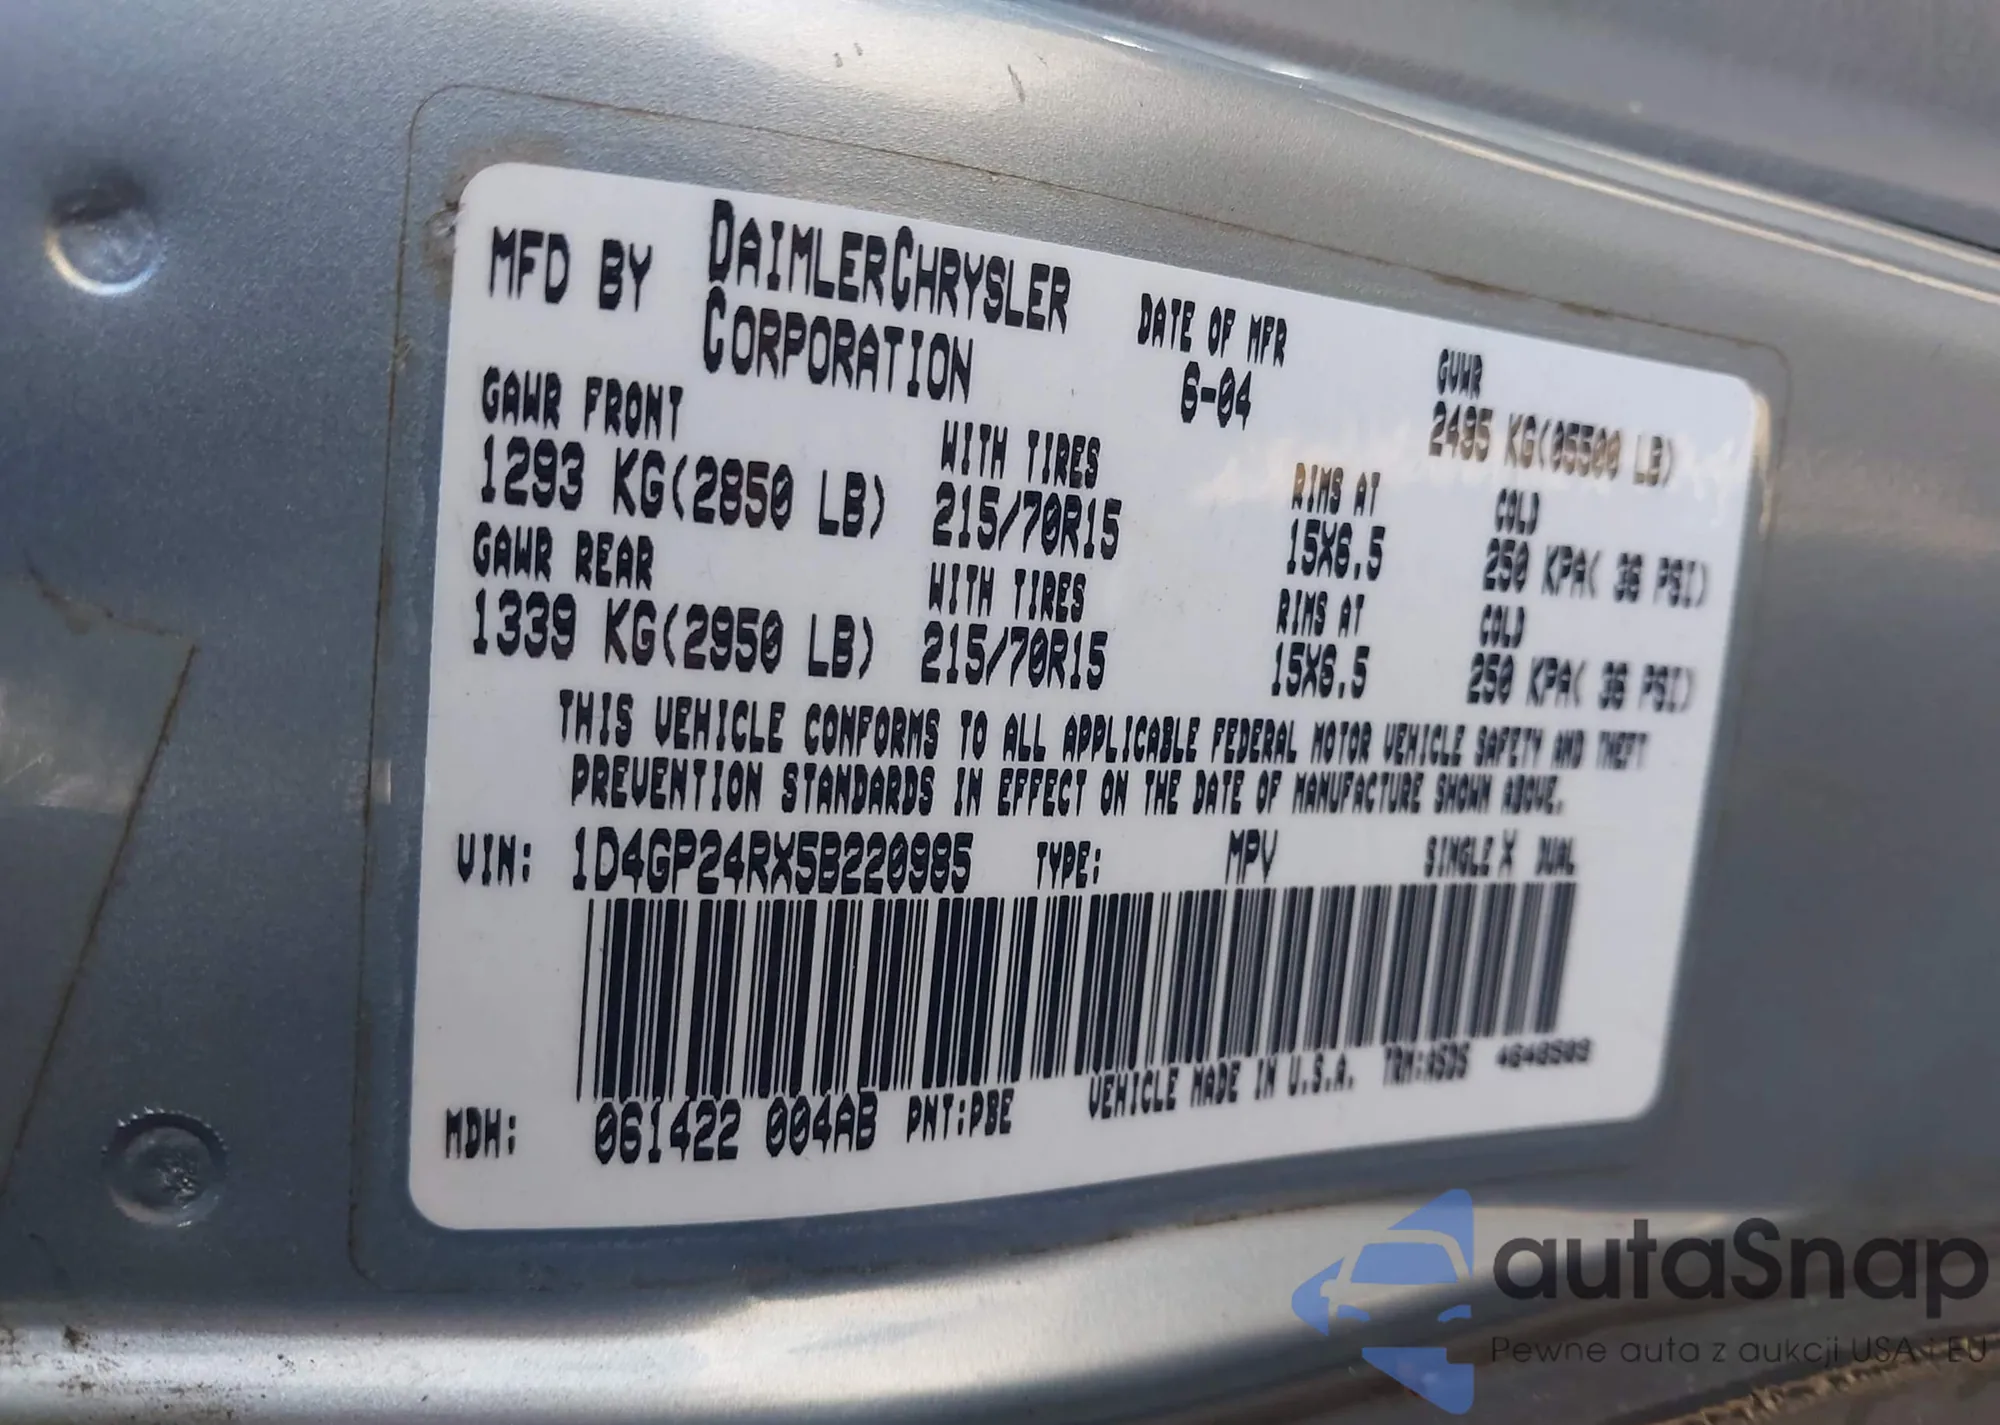 MFD BY DAIMLERCHRYSLER CORPORATION
DATE OF MFR 6-04
GVWR 2495 KG(05500 LB)
GAWR FRONT WITH TIRES RIMS AT COLD
1293 KG(2850 LB) 215/70R15 15X6.5 250 KPA( 36 PSI)
GAWR REAR WITH TIRES RIMS AT COLD
1339 KG(2950 LB) 215/70R15 15X6.5 250 KPA( 36 PSI)
THIS VEHICLE CONFORMS TO ALL APPLICABLE FEDERAL MOTOR VEHICLE SAFETY AND THEFT
PREVENTION STANDARDS IN EFFECT ON THE DATE OF MANUFACTURE SHOWN ABOVE.
VIN: 1D4GP24RX5B220985 TYPE: MPV SINGLE X DUAL
MDH: 061422 004AB PNT:PBE VEHICLE MADE IN U.S.A.
autaSnap
Pewne auta z aukcji USA i EU